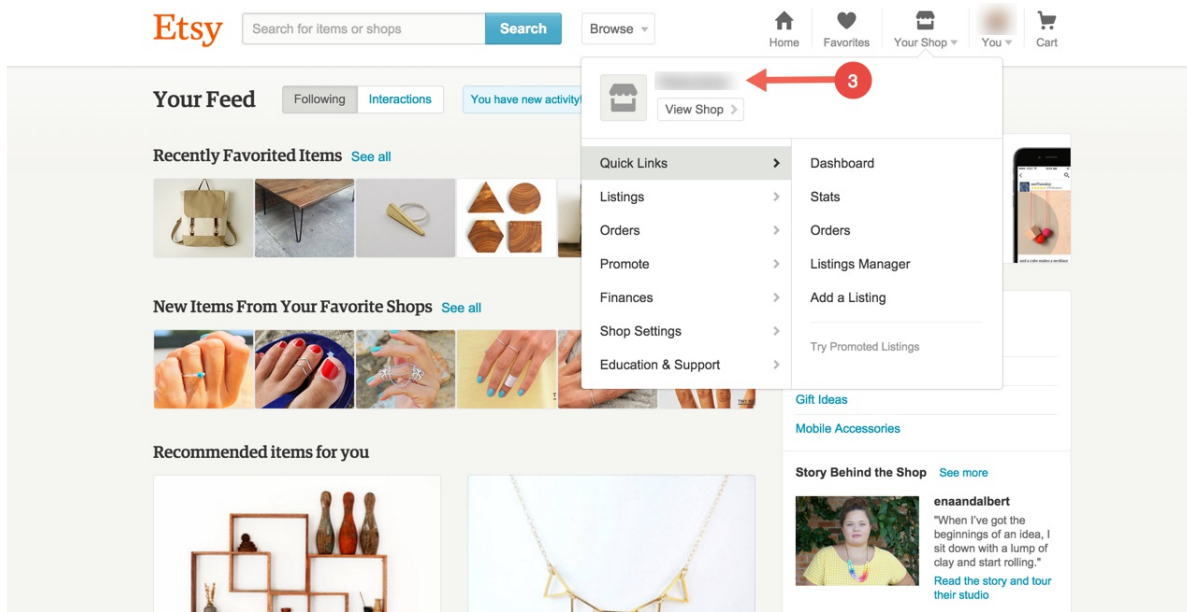 Etsy
Search for items or shops
Search
Browse
Home
Favorites
Your Shop
You
Cart
3
View Shop
Your Feed
Following
Interactions
You have new activity!
Recently Favorited Items See all
Quick Links
Listings
Orders
Promote
Finances
Shop Settings
Education & Support
Dashboard
Stats
Orders
Listings Manager
Add a Listing
Try Promoted Listings
New Items From Your Favorite Shops See all
Gift Ideas
Mobile Accessories
Recommended items for you
Story Behind the Shop See more
enaandalbert
"When I've got the
beginnings of an idea, I
sit down with a lump of
clay and start rolling."
Read the story and tour
their studio